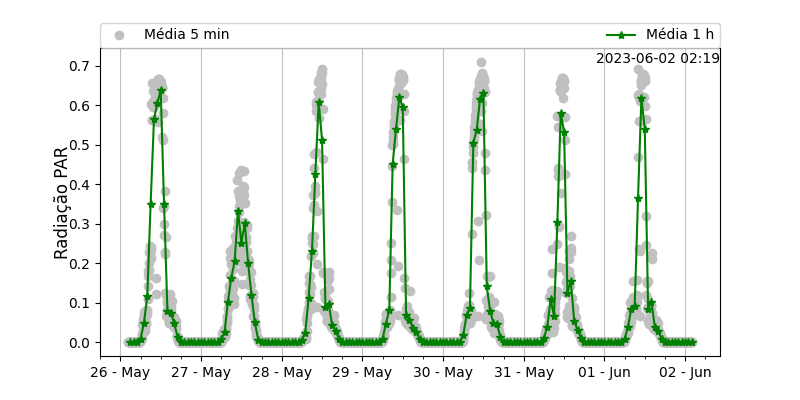 Média 5 min
Média 1 h
2023-06-02 02:19
Radiação PAR
0.7
0.6
0.5
0.4
0.3
0.2
0.1
0.0
26 - May
27 - May
28 - May
29 - May
30 - May
31 - May
01 - Jun
02 - Jun